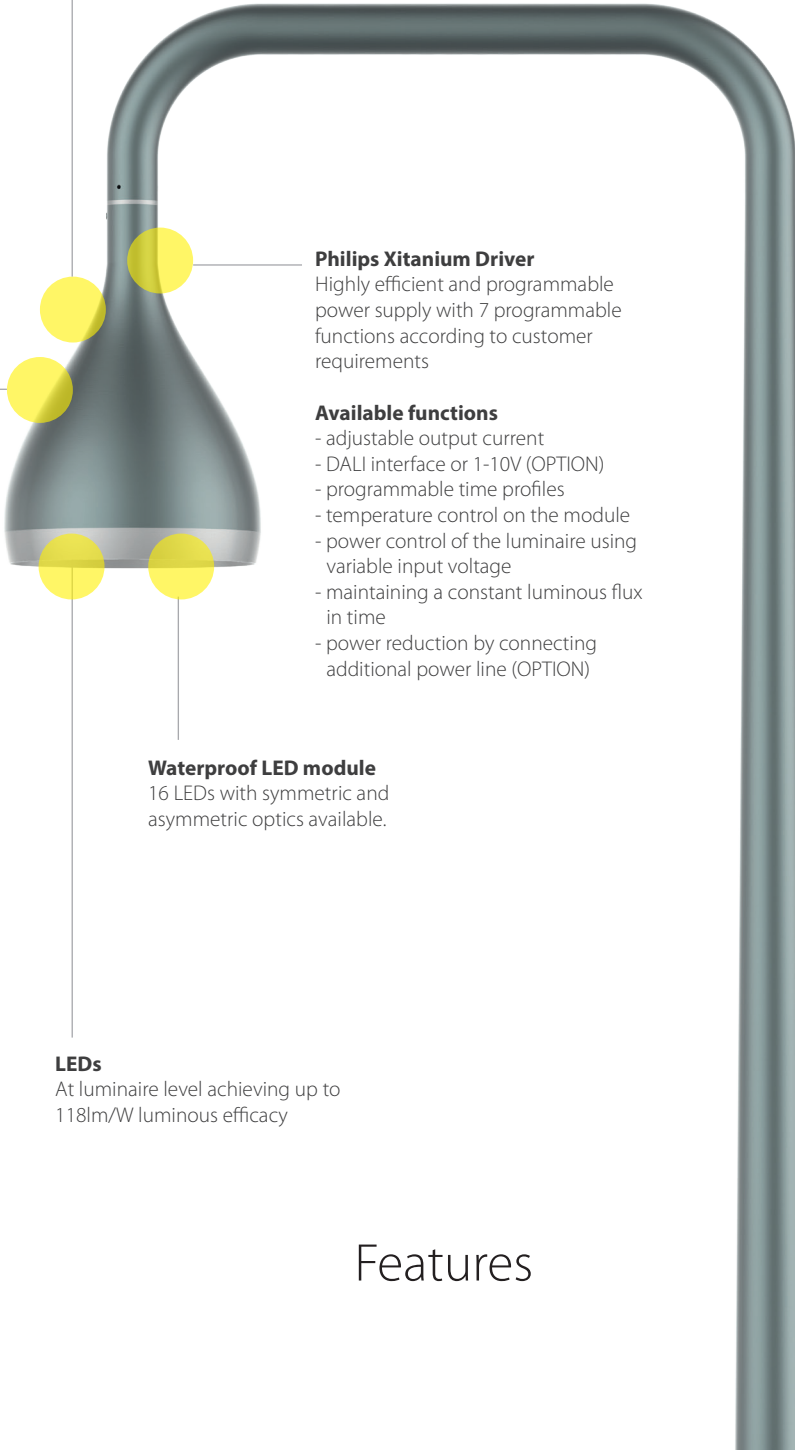 Philips Xitanium Driver
Highly efficient and programmable
power supply with 7 programmable
functions according to customer
requirements
Available functions
- adjustable output current
- DALI interface or 1-10V (OPTION)
- programmable time profiles
- temperature control on the module
- power control of the luminaire using
variable input voltage
- maintaining a constant luminous flux
in time
- power reduction by connecting
additional power line (OPTION)
Waterproof LED module
16 LEDs with symmetric and
asymmetric optics available.
LEDs
At luminaire level achieving up to
118lm/W luminous efficacy
Features